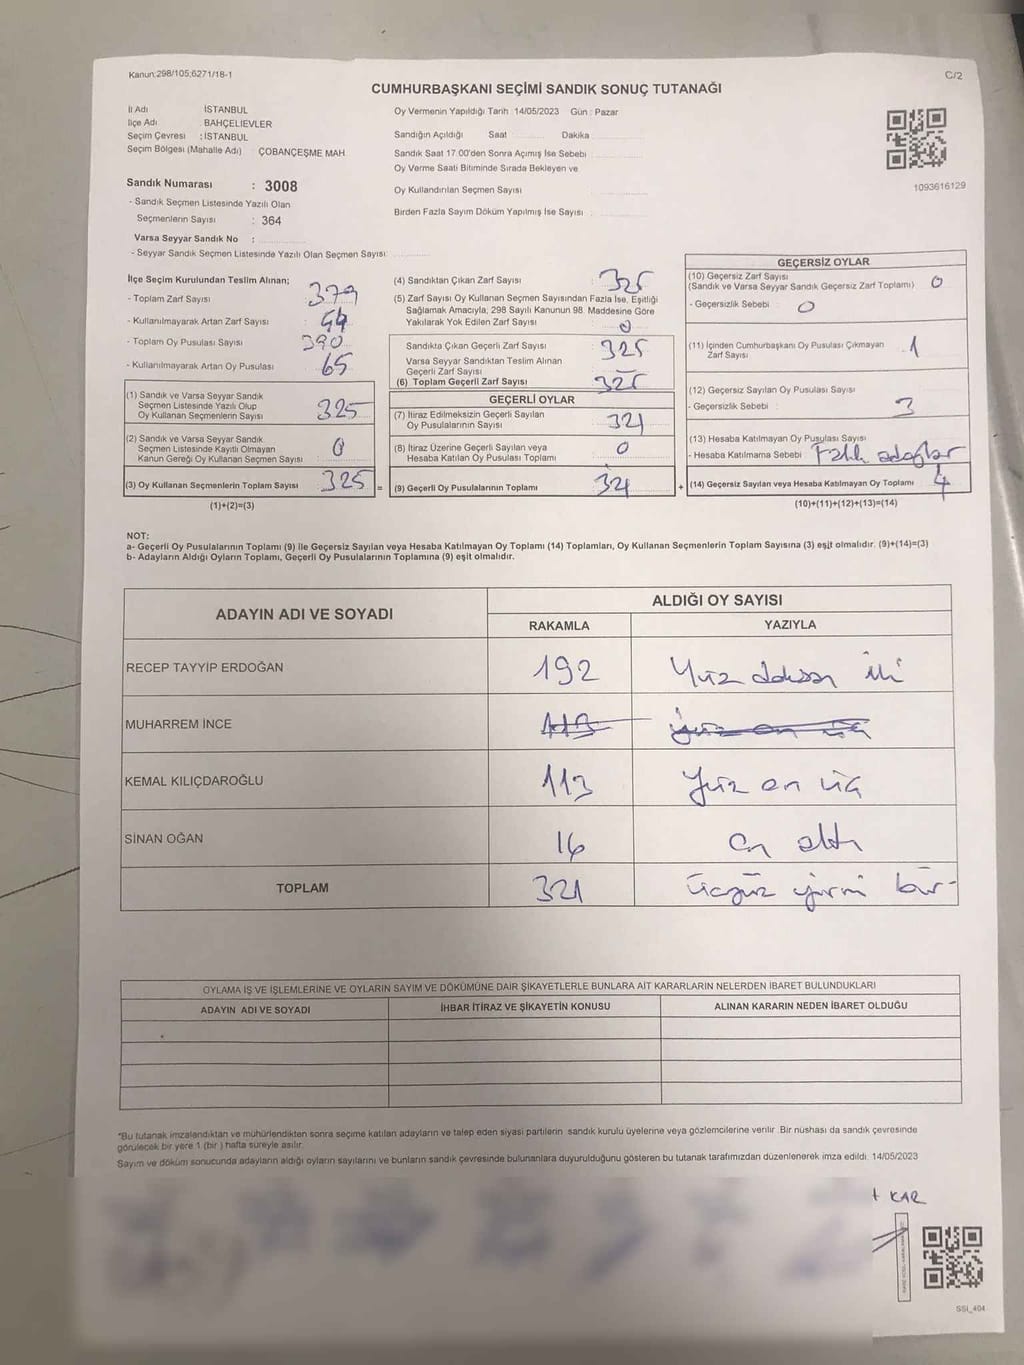 Kanun:298/105;6271/18-1
C/2
CUMHURBAŞKANI SEÇİMİ SANDIK SONUÇ TUTANAĞI
İl Adı İSTANBUL
İlçe Adı : BAHÇELİEVLER
Seçim Çevresi : İSTANBUL
Seçim Bölgesi (Mahalle Adı) : ÇOBANÇEŞME MAH.
Sandık Numarası : 3008
- Sandık Seçmen Listesinde Yazılı Olan
Seçmenlerin Sayısı : 364
Varsa Seyyar Sandık No :
- Seyyar Sandık Seçmen Listesinde Yazılı Olan Seçmen Sayısı:
Oy Vermenin Yapıldığı Tarih : 14/05/2023 Gün : Pazar
Sandığın Açıldığı Saat Dakika
Sandık Saat 17:00'den Sonra Açımış İse Sebebi
Oy Verme Saati Bitiminde Sırada Bekleyen ve
Oy Kullandırılan Seçmen Sayısı
Birden Fazla Sayım Döküm Yapılmış İse Sayısı :
1093616129
İlçe Seçim Kurulundan Teslim Alınan;
- Toplam Zarf Sayısı : 379
- Kullanılmayarak Artan Zarf Sayısı : 54
- Toplam Oy Pusulası Sayısı : 390
- Kullanılmayarak Artan Oy Pusulası : 65
(1) Sandık ve Varsa Seyyar Sandık
Seçmen Listesinde Yazılı Olup
Oy Kullanan Seçmenlerin Sayısı : 325
(2) Sandık ve Varsa Seyyar Sandık
Seçmen Listesinde Kayıtlı Olmayan
Kanun Gereği Oy Kullanan Seçmen Sayısı : 0
(3) Oy Kullanan Seçmenlerin Toplam Sayısı : 325 =
(1)+(2)=(3)
(4) Sandıktan Çıkan Zarf Sayısı : 325
(5) Zarf Sayısı Oy Kullanan Seçmen Sayısından Fazla İse, Eşitliği
Sağlamak Amacıyla; 298 Sayılı Kanunun 98. Maddesine Göre
Yakılarak Yok Edilen Zarf Sayısı : 0
Sandıkta Çıkan Geçerli Zarf Sayısı : 325
Varsa Seyyar Sandıktan Teslim Alınan
Geçerli Zarf Sayısı : -
(6) Toplam Geçerli Zarf Sayısı : 325
GEÇERLİ OYLAR
(7) İtiraz Edilmeksizin Geçerli Sayılan
Oy Pusulalarının Sayısı : 321
(8) İtiraz Üzerine Geçerli Sayılan veya
Hesaba Katılan Oy Pusulası Toplamı : 0
(9) Geçerli Oy Pusulalarının Toplamı : 321 +
GEÇERSİZ OYLAR
(10) Geçersiz Zarf Sayısı
(Sandık ve Varsa Seyyar Sandık Geçersiz Zarf Toplamı) : 0
- Geçersizlik Sebebi : 0
(11) İçinden Cumhurbaşkanı Oy Pusulası Çıkmayan
Zarf Sayısı : 1
(12) Geçersiz Sayılan Oy Pusulası Sayısı
- Geçersizlik Sebebi : 3
(13) Hesaba Katılmayan Oy Pusulası Sayısı
- Hesaba Katılmama Sebebi :
(14) Geçersiz Sayılan veya Hesaba Katılmayan Oy Toplamı : 4
(10)+(11)+(12)+(13)=(14)
NOT:
a- Geçerli Oy Pusulalarının Toplamı (9) ile Geçersiz Sayılan veya Hesaba Katılmayan Oy Toplamı (14) Toplamları, Oy Kullanan Seçmenlerin Toplam Sayısına (3) eşit olmalıdır. (9)+(14)=(3)
b- Adayların Aldığı Oyların Toplamı, Geçerli Oy Pusulalarının Toplamına (9) eşit olmalıdır.
ADAYIN ADI VE SOYADI ALDIĞI OY SAYISI
RAKAMLA YAZIYLA
RECEP TAYYİP ERDOĞAN 192 Yüz doksan iki
MUHARREM İNCE 113 yüz on üç
KEMAL KILIÇDAROĞLU 113 yüz on üç
SİNAN OĞAN 16 on altı
TOPLAM 321 üçyüz yirmi bir
OYLAMA İŞ VE İŞLEMLERİNE VE OYLARIN SAYIM VE DÖKÜMÜNE DAİR ŞİKAYETLERLE BUNLARA AİT KARARLARIN NELERDEN İBARET BULUNDUKLARI
ADAYIN ADI VE SOYADI İHBAR İTİRAZ VE ŞİKAYETİN KONUSU ALINAN KARARIN NEDEN İBARET OLDUĞU
*Bu tutanak imzalandıktan ve mühürlendikten sonra seçime katılan adayların ve talep eden siyasi partilerin sandık kurulu üyelerine veya gözlemcilerine verilir. Bir nüshası da sandık çevresinde
görülecek bir yere 1 (bir ) hafta süreyle asılır.
Sayım ve döküm sonucunda adayların aldığı oyların sayılarını ve bunların sandık çevresinde bulunanlara duyurulduğunu gösteren bu tutanak tarafımızdan düzenlenerek imza edildi. 14/05/2023
KAR
SSİ_404